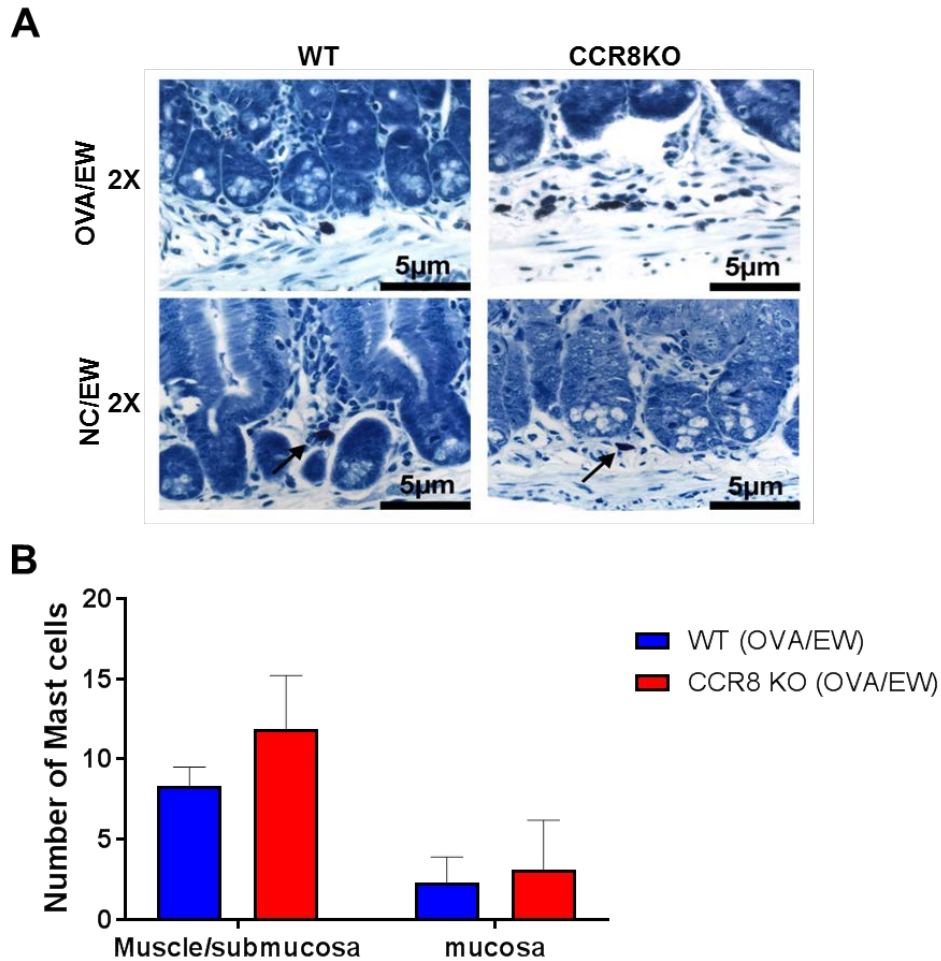 A
WT CCR8KO
OVA/EW
2X
5µm 5µm
NC/EW
2X
5µm 5µm
B
Number of Mast cells
20
15
10
5
0
Muscle/submucosa mucosa
WT (OVA/EW)
CCR8 KO (OVA/EW)